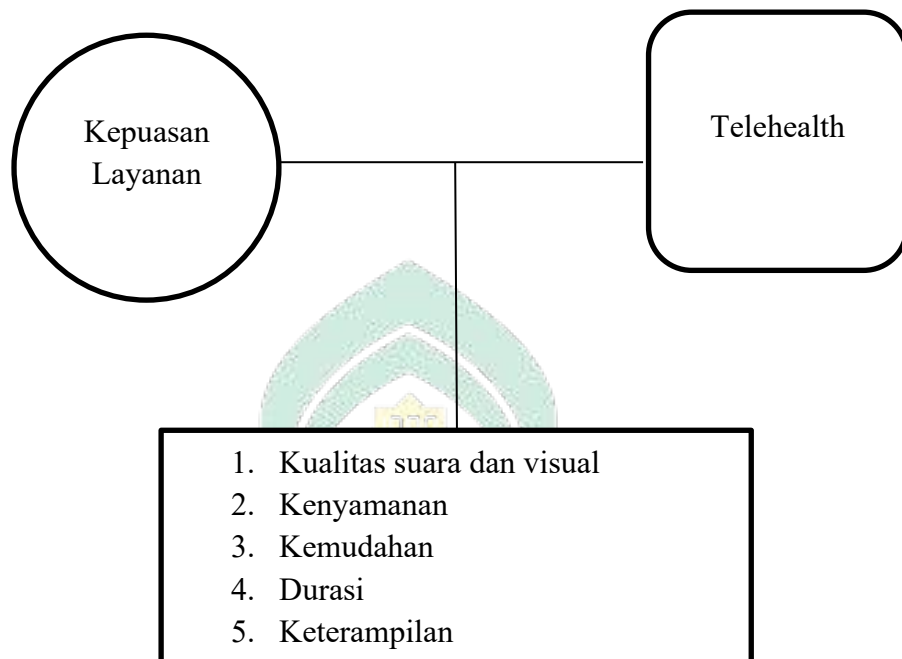 Kepuasan
Layanan
Telehealth
1. Kualitas suara dan visual
2. Kenyamanan
3. Kemudahan
4. Durasi
5. Keterampilan